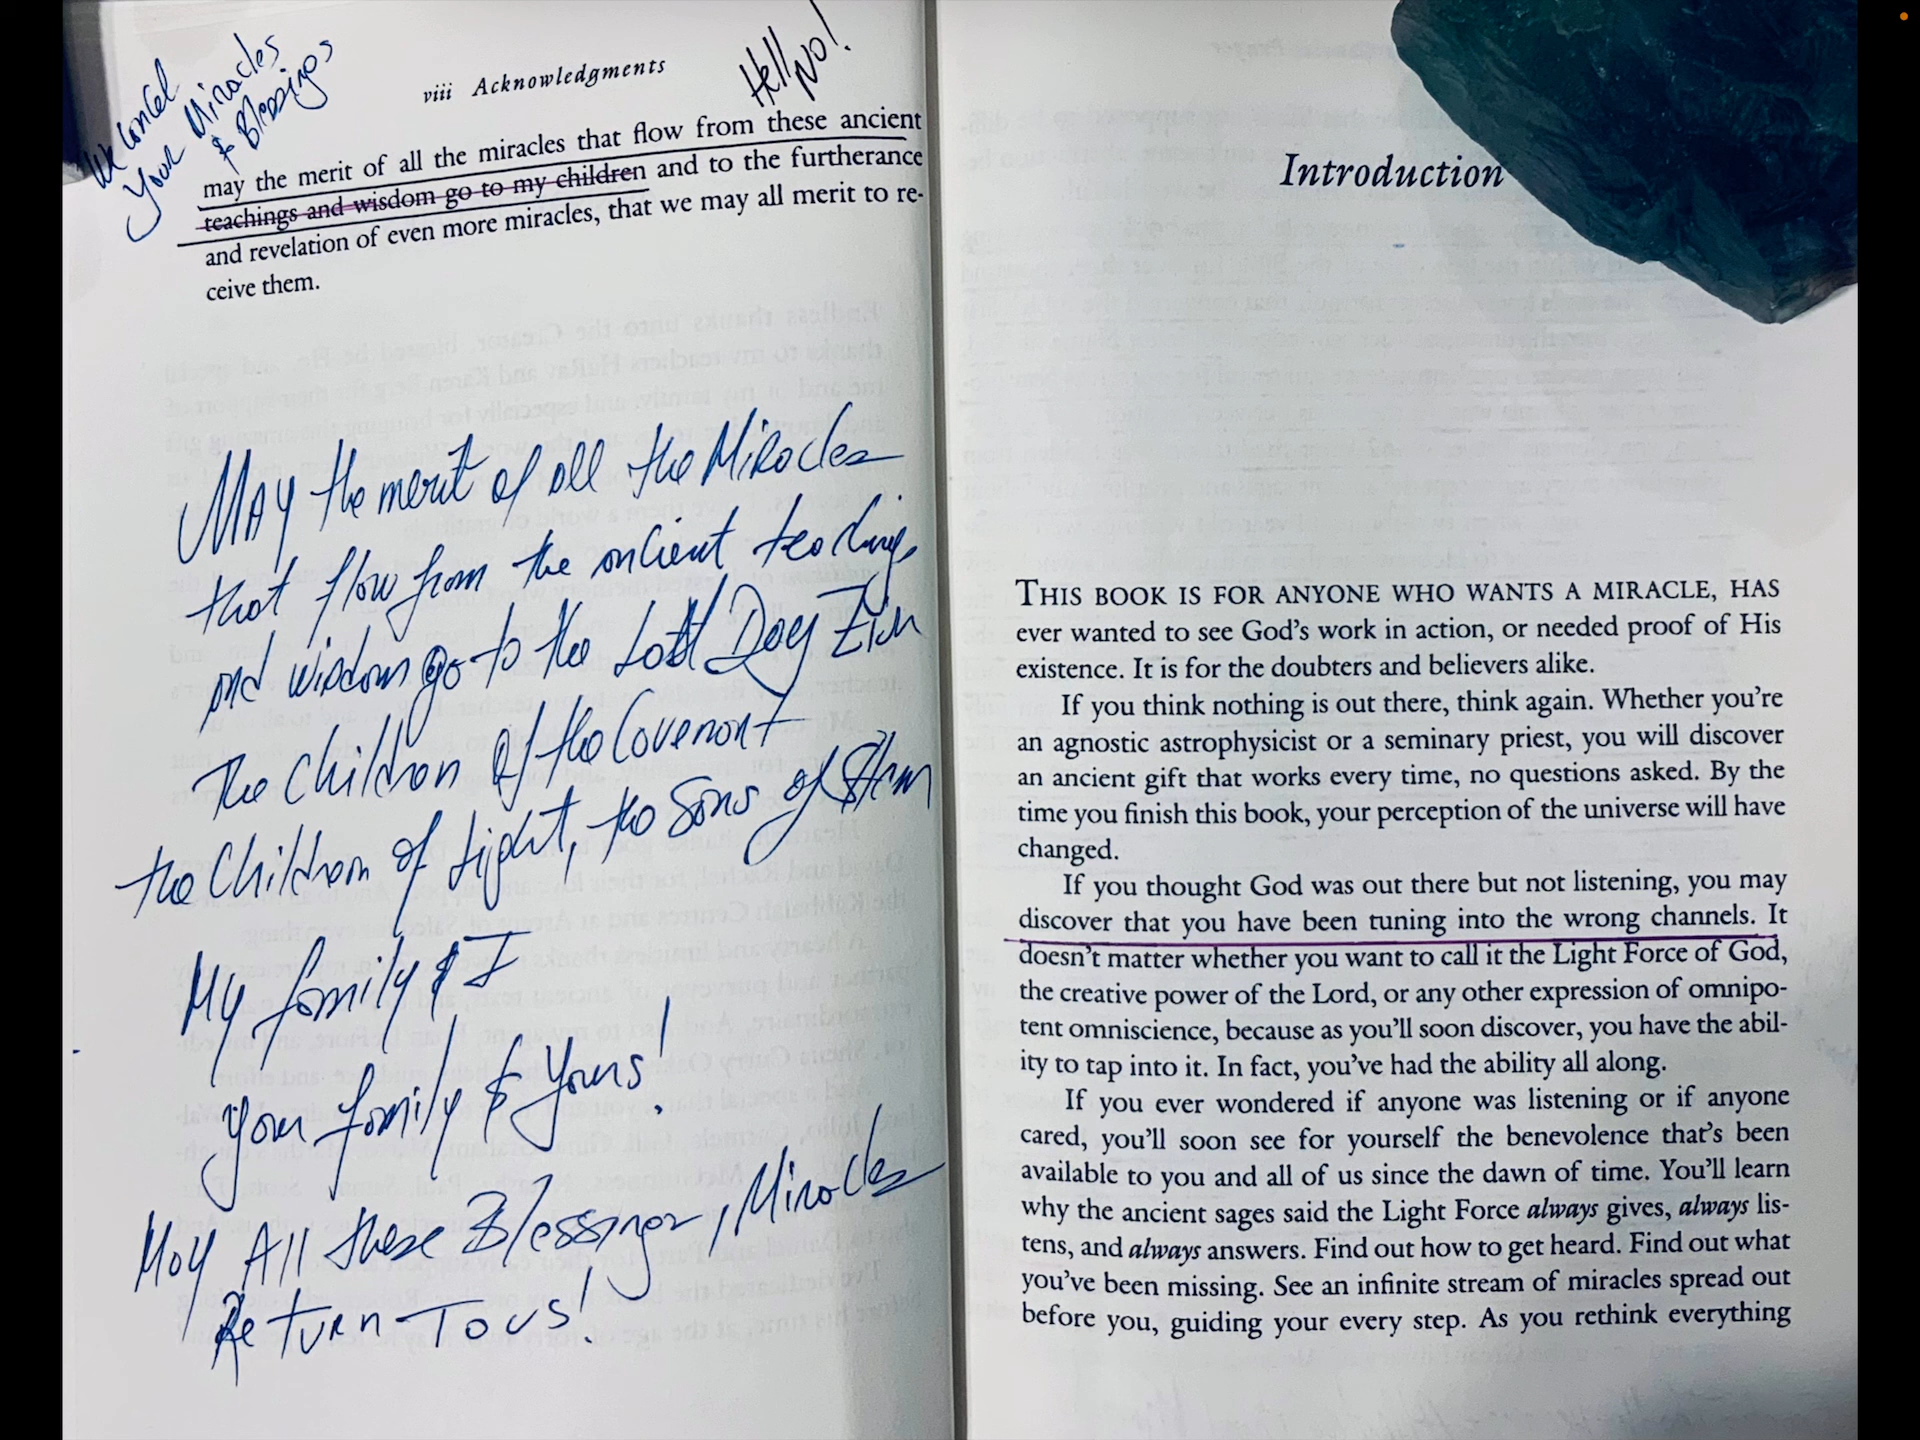 We Cancel
Your Miracles
& Blessings
Hell No!
viii Acknowledgments
may the merit of all the miracles that flow from these ancient
teachings and wisdom go to my children and to the furtherance
and revelation of even more miracles, that we may all merit to re-
ceive them.
MAY the merit of all the Miracles
that flow from the ancient teachings
and wisdom go to the Day
The Children of the Covenant
the Children of Light, the Sons of
My family & I
your family & yours!
May All these Blessings, Miracles
Return-To us!
Introduction
THIS BOOK IS FOR ANYONE WHO WANTS A MIRACLE, HAS
ever wanted to see God's work in action, or needed proof of His
existence. It is for the doubters and believers alike.
If you think nothing is out there, think again. Whether you're
an agnostic astrophysicist or a seminary priest, you will discover
an ancient gift that works every time, no questions asked. By the
time you finish this book, your perception of the universe will have
changed.
If you thought God was out there but not listening, you may
discover that you have been tuning into the wrong channels. It
doesn't matter whether you want to call it the Light Force of God,
the creative power of the Lord, or any other expression of omnipo-
tent omniscience, because as you'll soon discover, you have the abil-
ity to tap into it. In fact, you've had the ability all along.
If you ever wondered if anyone was listening or if anyone
cared, you'll soon see for yourself the benevolence that's been
available to you and all of us since the dawn of time. You'll learn
why the ancient sages said the Light Force always gives, always lis-
tens, and always answers. Find out how to get heard. Find out what
you've been missing. See an infinite stream of miracles spread out
before you, guiding your every step. As you rethink everything